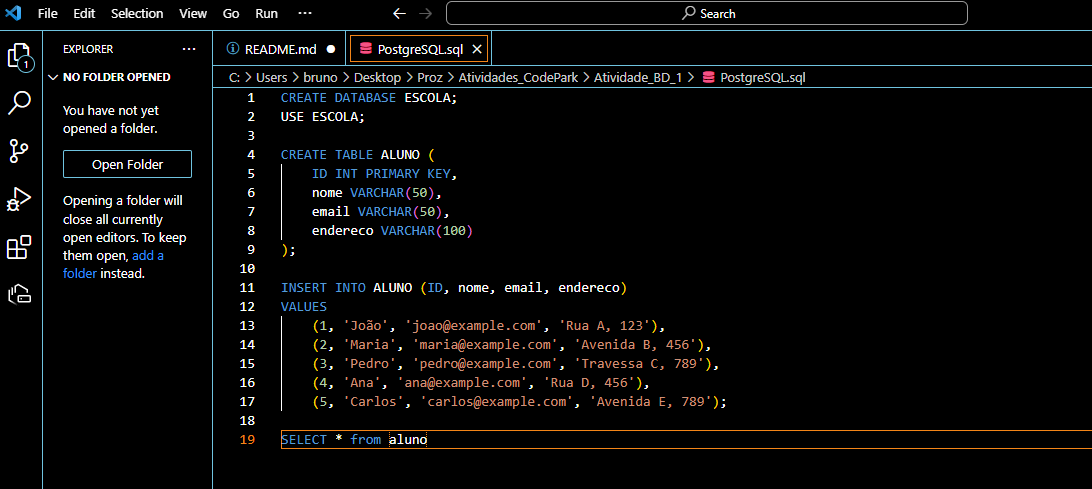 File Edit Selection View Go Run ... Search
EXPLORER ...
NO FOLDER OPENED
You have not yet
opened a folder.
Open Folder
Opening a folder will
close all currently
open editors. To keep
them open, add a
folder instead.
1
README.md ● PostgreSQL.sql ×
C: > Users > bruno > Desktop > Proz > Atividades_CodePark > Atividade_BD_1 > PostgreSQL.sql
1 CREATE DATABASE ESCOLA;
2 USE ESCOLA;
3
4 CREATE TABLE ALUNO (
5 ID INT PRIMARY KEY,
6 nome VARCHAR(50),
7 email VARCHAR(50),
8 endereco VARCHAR(100)
9 );
10
11 INSERT INTO ALUNO (ID, nome, email, endereco)
12 VALUES
13 (1, 'João', 'joao@example.com', 'Rua A, 123'),
14 (2, 'Maria', 'maria@example.com', 'Avenida B, 456'),
15 (3, 'Pedro', 'pedro@example.com', 'Travessa C, 789'),
16 (4, 'Ana', 'ana@example.com', 'Rua D, 456'),
17 (5, 'Carlos', 'carlos@example.com', 'Avenida E, 789');
18
19 SELECT * from aluno